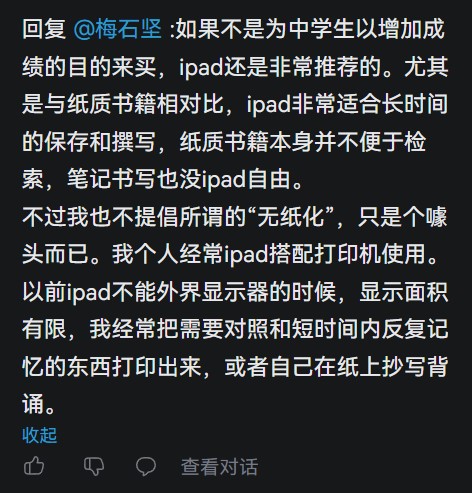 回复 @梅石坚 :如果不是为中学生以增加成
绩的目的来买，ipad还是非常推荐的。尤其
是与纸质书籍相对比，ipad非常适合长时间
的保存和撰写，纸质书籍本身并不便于检
索，笔记书写也没ipad自由。
不过我也不提倡所谓的“无纸化”，只是个噱
头而已。我个人经常ipad搭配打印机使用。
以前ipad不能外界显示器的时候，显示面积
有限，我经常把需要对照和短时间内反复记
忆的东西打印出来，或者自己在纸上抄写背
诵。
收起
查看对话